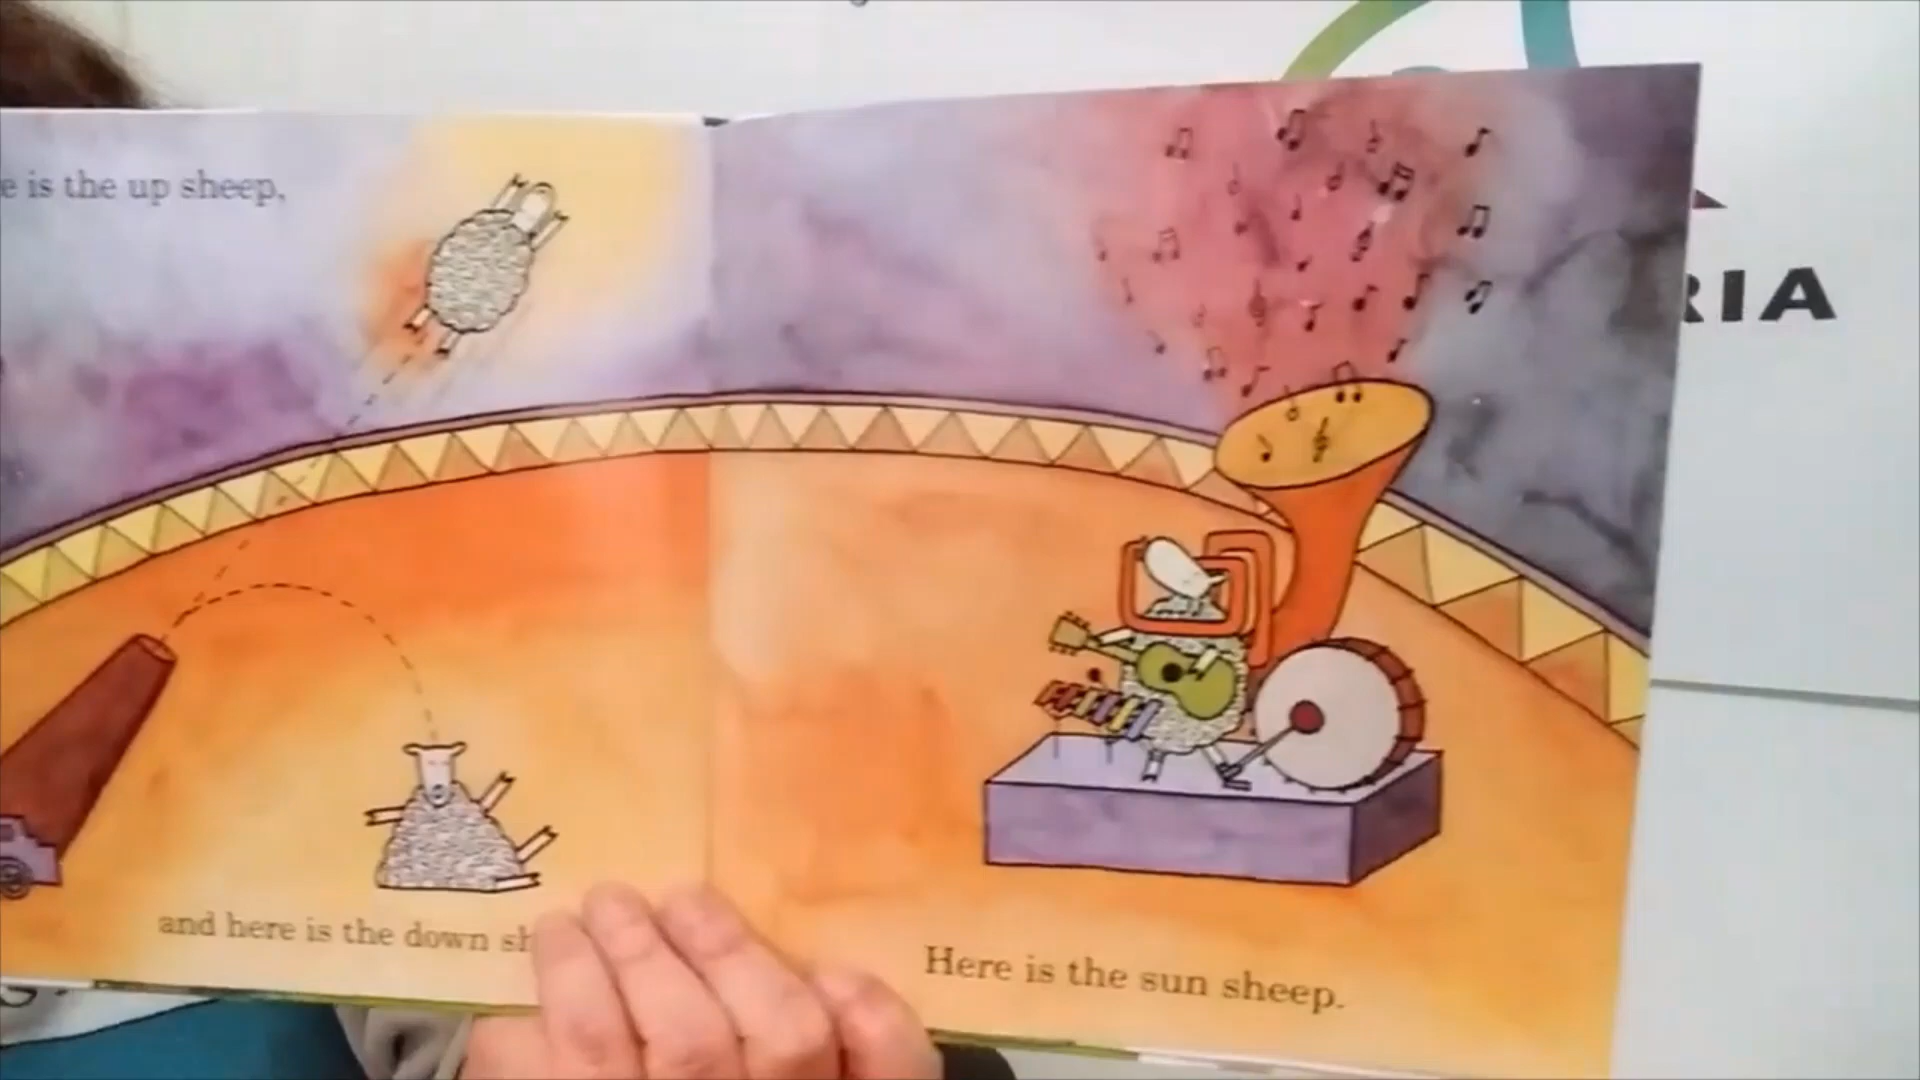 e is the up sheep,
and here is the down sh
Here is the sun sheep.
RIA